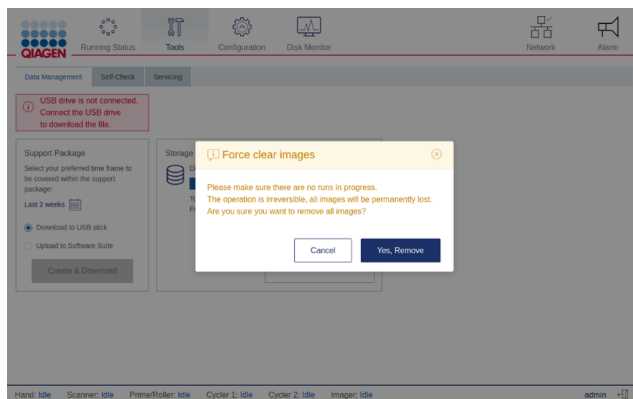 QIAGEN
Running Status
Tools
Configuration
Disk Monitor
Network
Alarm
Data Management
Self-Check
Servicing
USB drive is not connected.
Connect the USB drive
to download the file.
Support Package
Select your preferred time frame to
be covered within the support
package:
Last 2 weeks
Download to USB stick
Upload to Software Suite
Create & Download
Storage
Force clear images
Please make sure there are no runs in progress.
The operation is irreversible, all images will be permanently lost.
Are you sure you want to remove all images?
Cancel
Yes, Remove
Hand: Idle
Scanner: Idle
Prime/Roller: Idle
Cycler 1: Idle
Cycler 2: Idle
Imager: Idle
admin